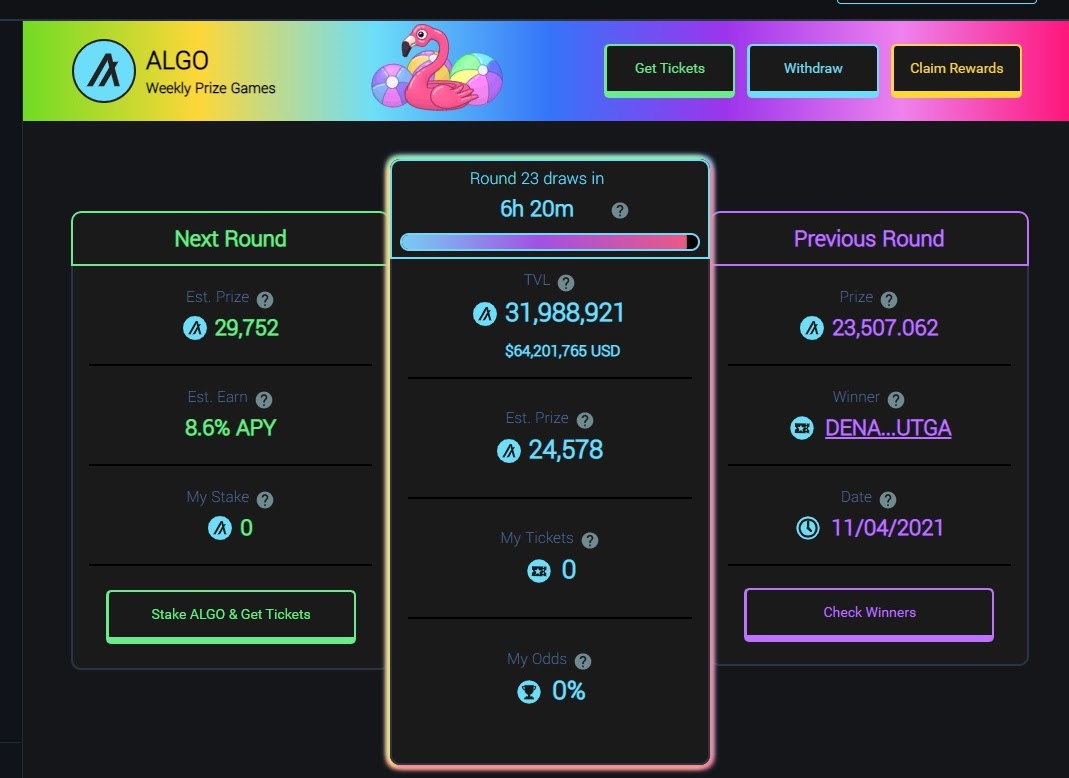 ALGO
Weekly Prize Games
Get Tickets
Withdraw
Claim Rewards
Next Round
Est. Prize ?
29,752
Est. Earn ?
8.6% APY
My Stake ?
0
Stake ALGO & Get Tickets
Round 23 draws in
6h 20m ?
TVL ?
31,988,921
$64,201,765 USD
Est. Prize ?
24,578
My Tickets ?
0
My Odds ?
0%
Previous Round
Prize ?
23,507.062
Winner ?
DENA...UTGA
Date ?
11/04/2021
Check Winners